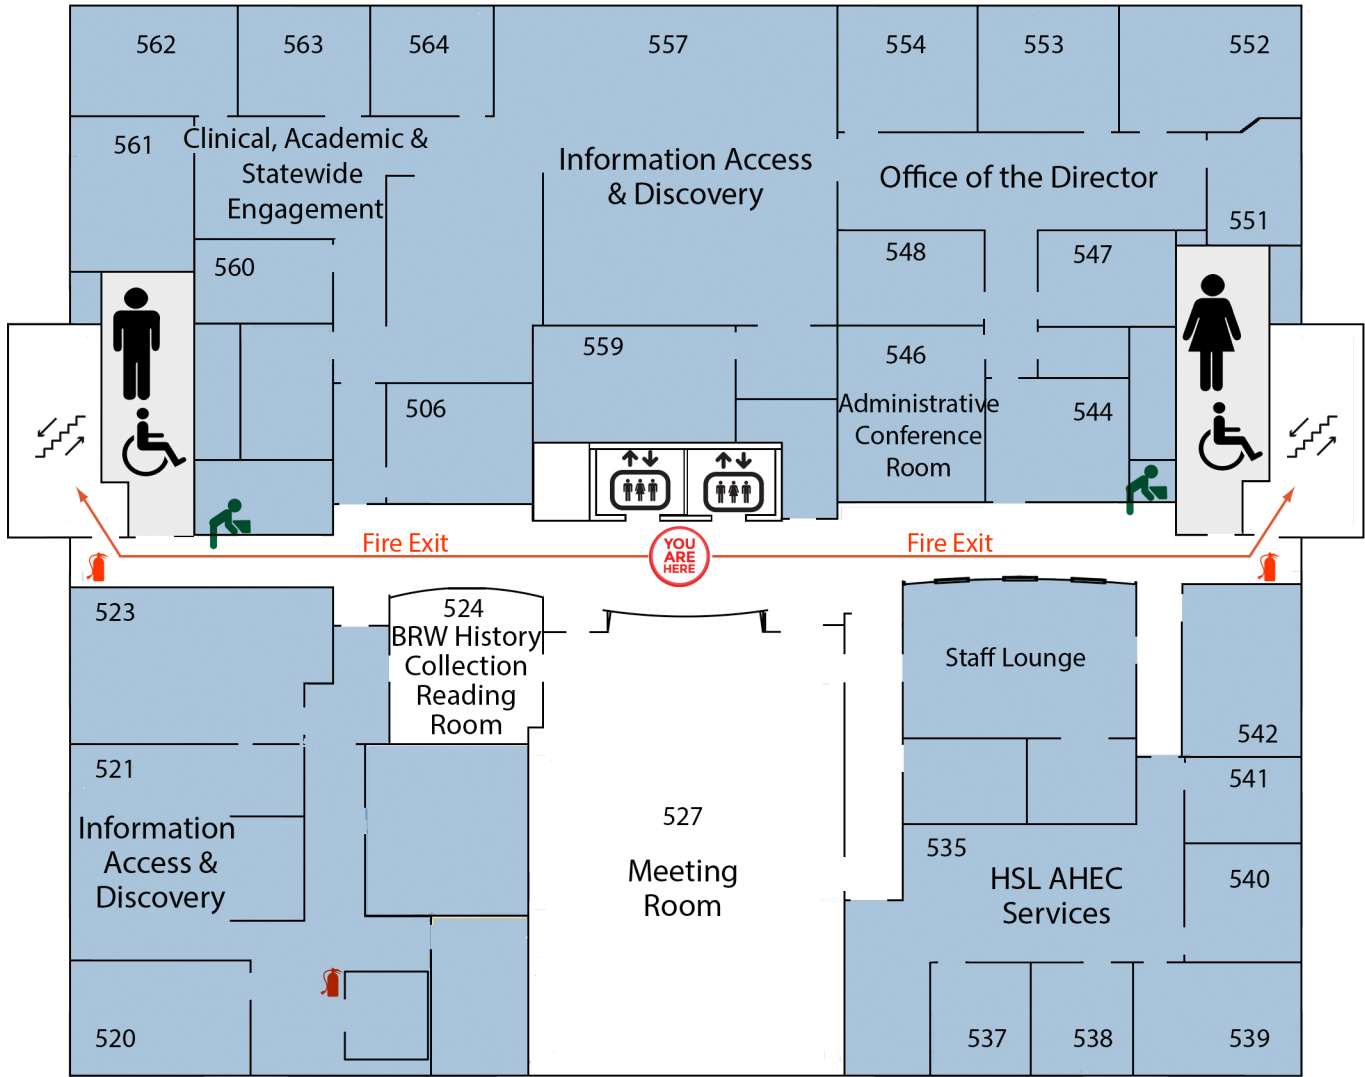 562
563
564
557
554
553
552
561
Clinical, Academic &
Statewide
Engagement
Information Access
& Discovery
Office of the Director
551
560
548
547
559
546
Administrative
Conference
Room
544
506
YOU
ARE
HERE
Fire Exit
Fire Exit
523
524
BRW History
Collection
Reading
Room
Staff Lounge
542
521
541
Information
Access &
Discovery
527
Meeting
Room
535
HSL AHEC
Services
540
520
537
538
539